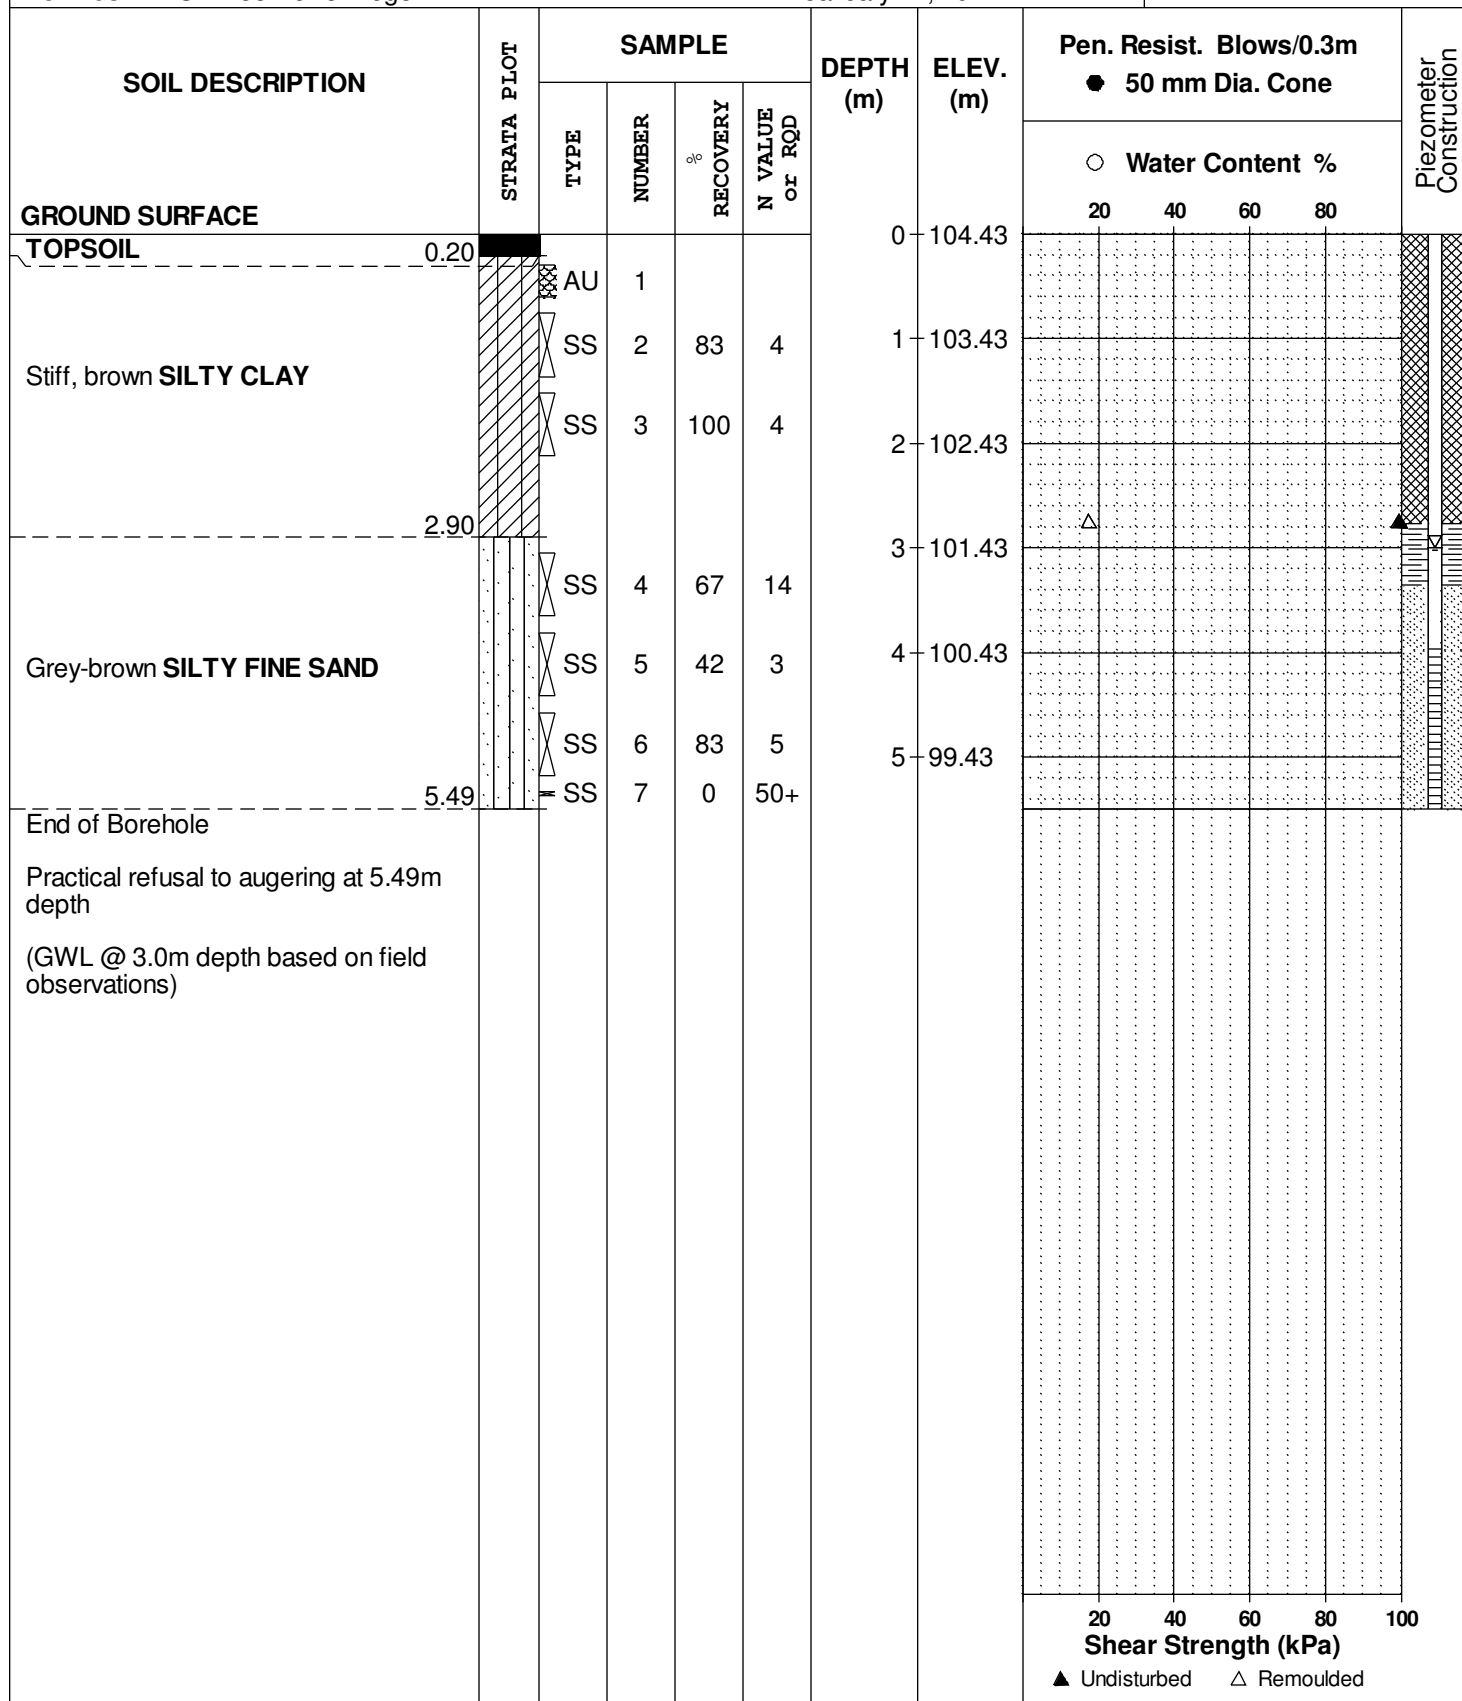 SOIL DESCRIPTION
GROUND SURFACE
STRATA PLOT
SAMPLE
TYPE
NUMBER
%
RECOVERY
N VALUE
or RQD
DEPTH
(m)
ELEV.
(m)
Pen. Resist. Blows/0.3m
● 50 mm Dia. Cone
○ Water Content %
20 40 60 80
Piezometer
Construction
TOPSOIL 0.20
0 104.43
AU 1
SS 2 83 4
1 103.43
Stiff, brown SILTY CLAY
SS 3 100 4
2 102.43
2.90
3 101.43
SS 4 67 14
Grey-brown SILTY FINE SAND
SS 5 42 3
4 100.43
SS 6 83 5
5 99.43
5.49
SS 7 0 50+
End of Borehole
Practical refusal to augering at 5.49m
depth
(GWL @ 3.0m depth based on field
observations)
20 40 60 80 100
Shear Strength (kPa)
▲ Undisturbed △ Remoulded